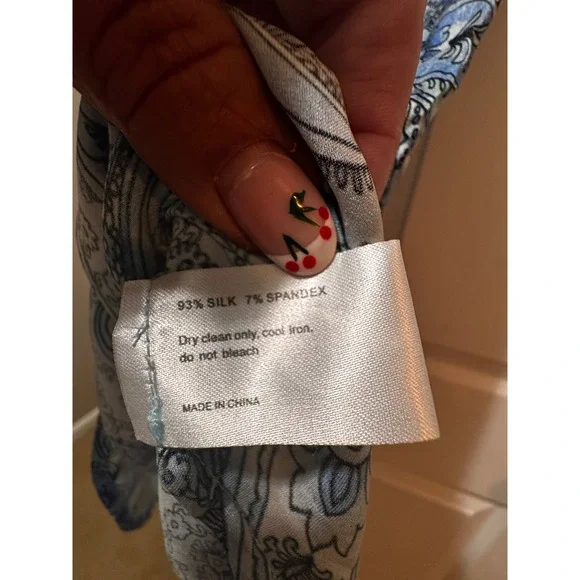 93% SILK 7% SPANDEX
Dry clean only, cool iron,
do not bleach
MADE IN CHINA